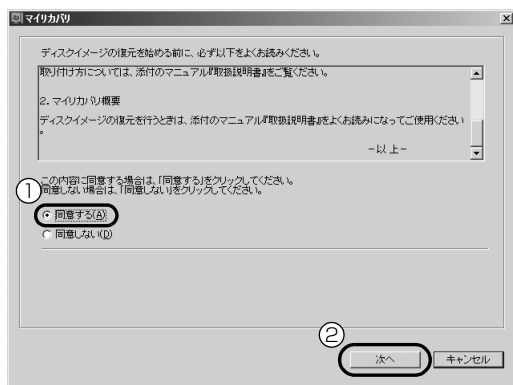 マイリカバリ
ディスクイメージの復元を始める前に、必ず以下をよくお読みください。
取り付け方については、添付のマニュアル『取扱説明書』をご覧ください。
2. マイリカバリ概要
ディスクイメージの復元を行うときは、添付のマニュアル『取扱説明書』をよくお読みになってご使用ください
。
-以上-
この内容に同意する場合は、「同意する」をクリックしてください。
同意しない場合は、「同意しない」をクリックしてください。
①
同意する(A)
同意しない(D)
②
次へ
キャンセル